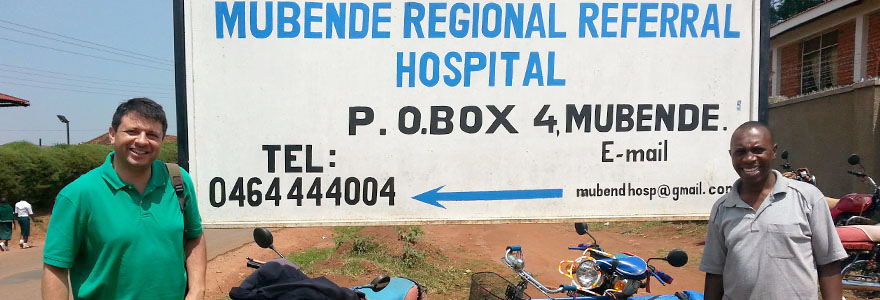 MUBENDE REGIONAL REFERRAL
HOSPITAL
P.O.BOX 4, MUBENDE.
TEL: E-mail
0464444004 mubendhosp@gmail.com